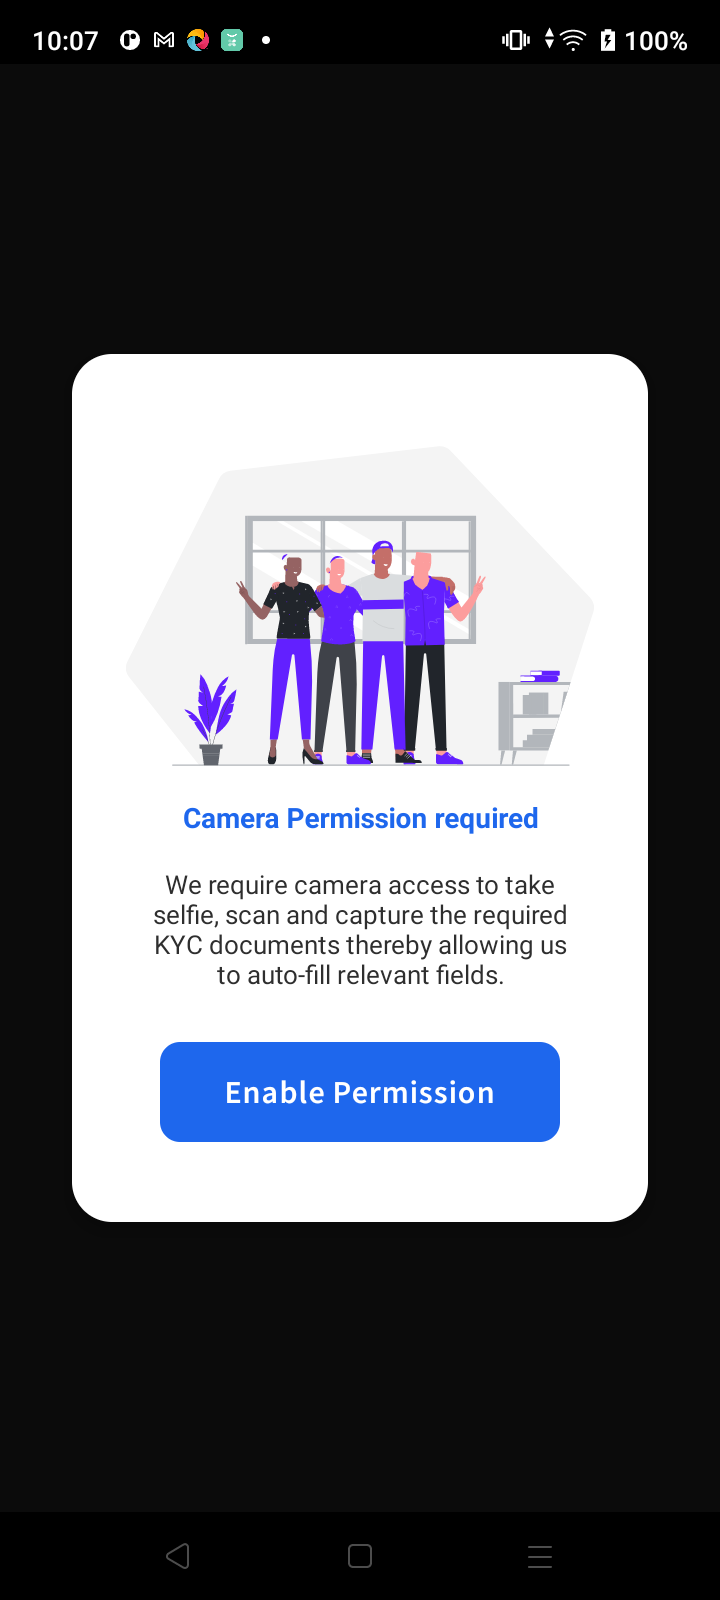 10:07
100%
Camera Permission required
We require camera access to take
selfie, scan and capture the required
KYC documents thereby allowing us
to auto-fill relevant fields.
Enable Permission